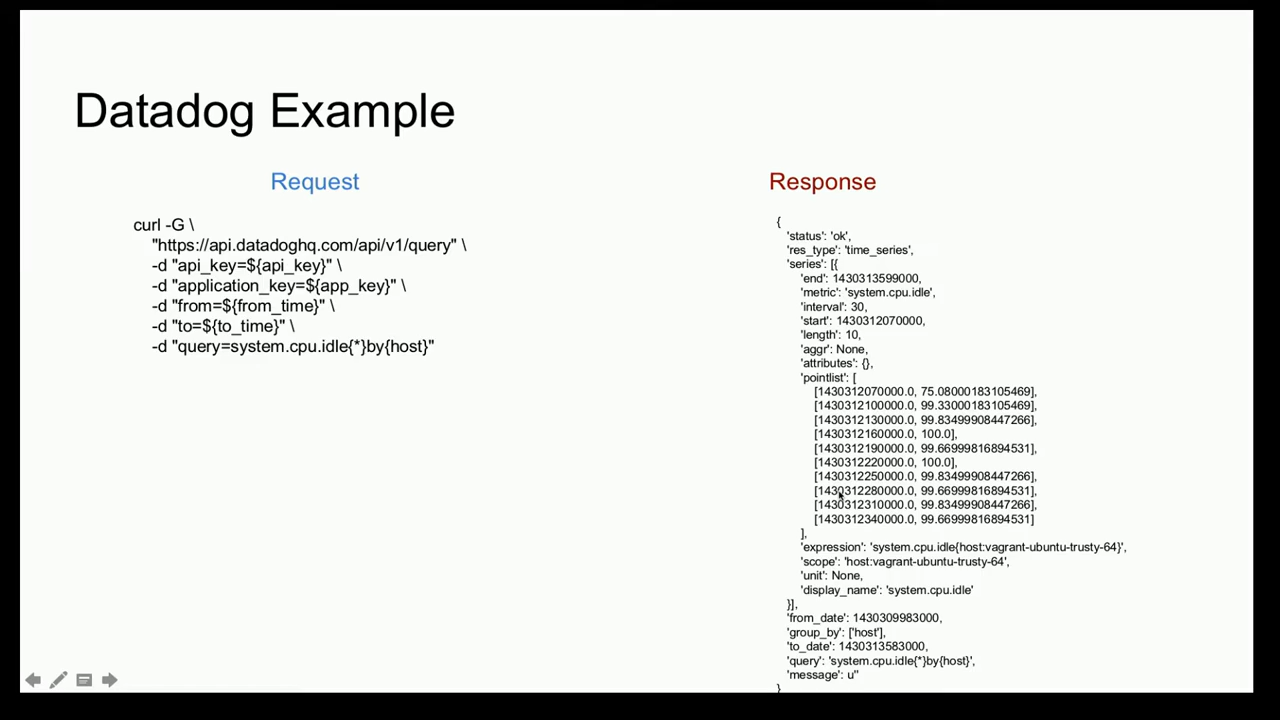 Datadog Example
Request
curl -G \
"https://api.datadoghq.com/api/v1/query" \
-d "api_key=${api_key}" \
-d "application_key=${app_key}" \
-d "from=${from_time}" \
-d "to=${to_time}" \
-d "query=system.cpu.idle{*}by{host}"
Response
{
'status': 'ok',
'res_type': 'time_series',
'series': [{
'end': 1430313599000,
'metric': 'system.cpu.idle',
'interval': 30,
'start': 1430312070000,
'length': 10,
'aggr': None,
'attributes': {},
'pointlist': [
[1430312070000.0, 75.08000183105469],
[1430312100000.0, 99.33000183105469],
[1430312130000.0, 99.83499908447266],
[1430312160000.0, 100.0],
[1430312190000.0, 99.66999816894531],
[1430312220000.0, 100.0],
[1430312250000.0, 99.83499908447266],
[1430312280000.0, 99.66999816894531],
[1430312310000.0, 99.83499908447266],
[1430312340000.0, 99.66999816894531]
],
'expression': 'system.cpu.idle{host:vagrant-ubuntu-trusty-64}',
'scope': 'host:vagrant-ubuntu-trusty-64',
'unit': None,
'display_name': 'system.cpu.idle'
}],
'from_date': 1430309983000,
'group_by': ['host'],
'to_date': 1430313583000,
'query': 'system.cpu.idle{*}by{host}',
'message': u''
}